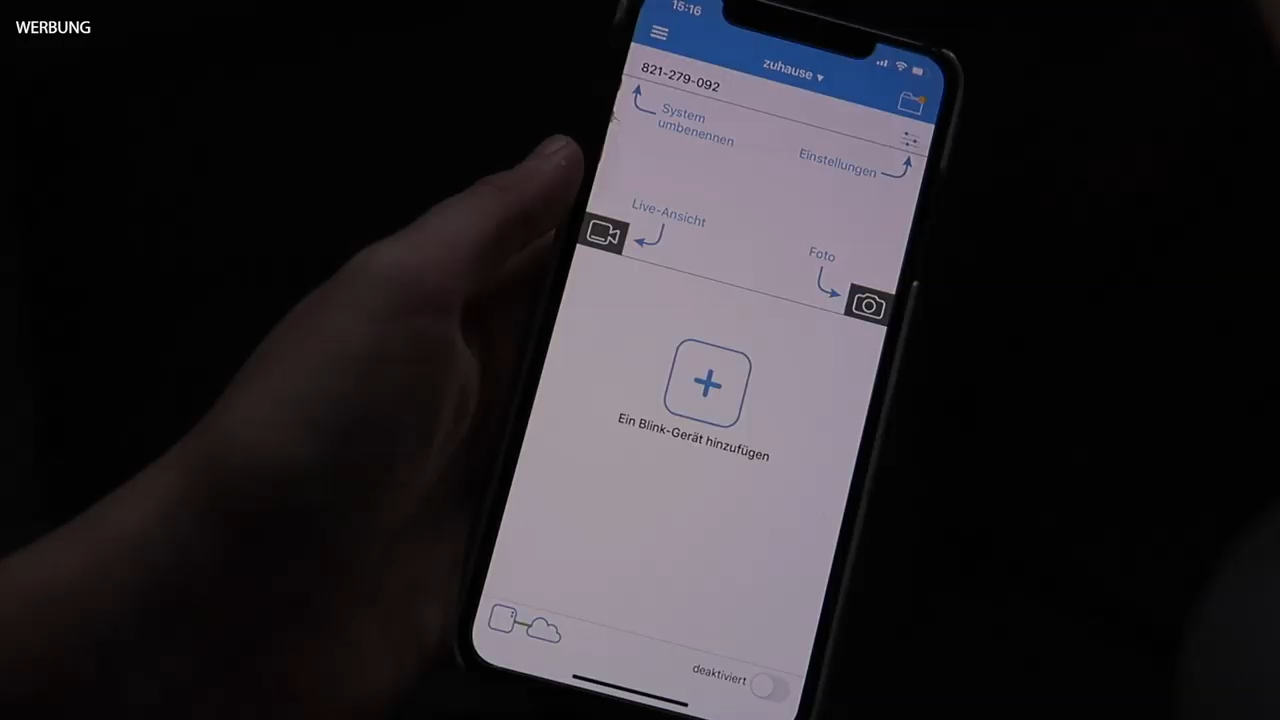 WERBUNG
15:16
zuhause ▾
821-279-092
System
umbenennen
Einstellungen
Live-Ansicht
Foto
Ein Blink-Gerät hinzufügen
deaktiviert